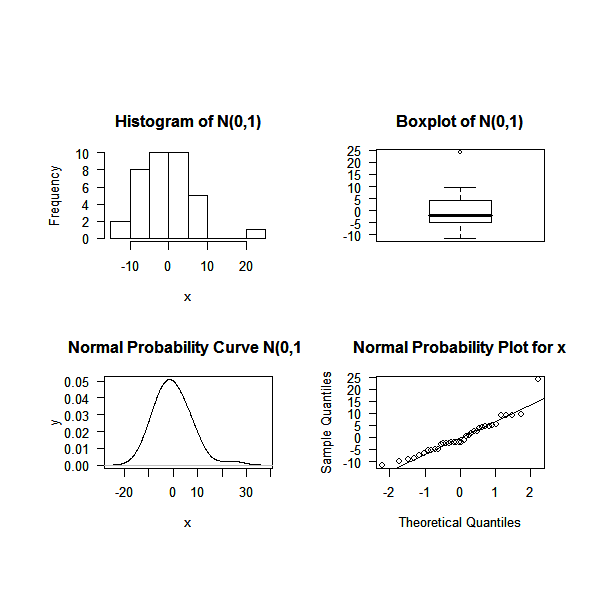 Histogram of N(0,1)
Frequency
10
8
6
4
2
0
-10 0 10 20
x
Boxplot of N(0,1)
25
20
15
10
5
0
-5
-10
Normal Probability Curve N(0,1
y
0.05
0.04
0.03
0.02
0.01
0.00
-20 0 10 30
x
Normal Probability Plot for x
Sample Quantiles
25
20
15
10
5
0
-5
-10
-2 -1 0 1 2
Theoretical Quantiles